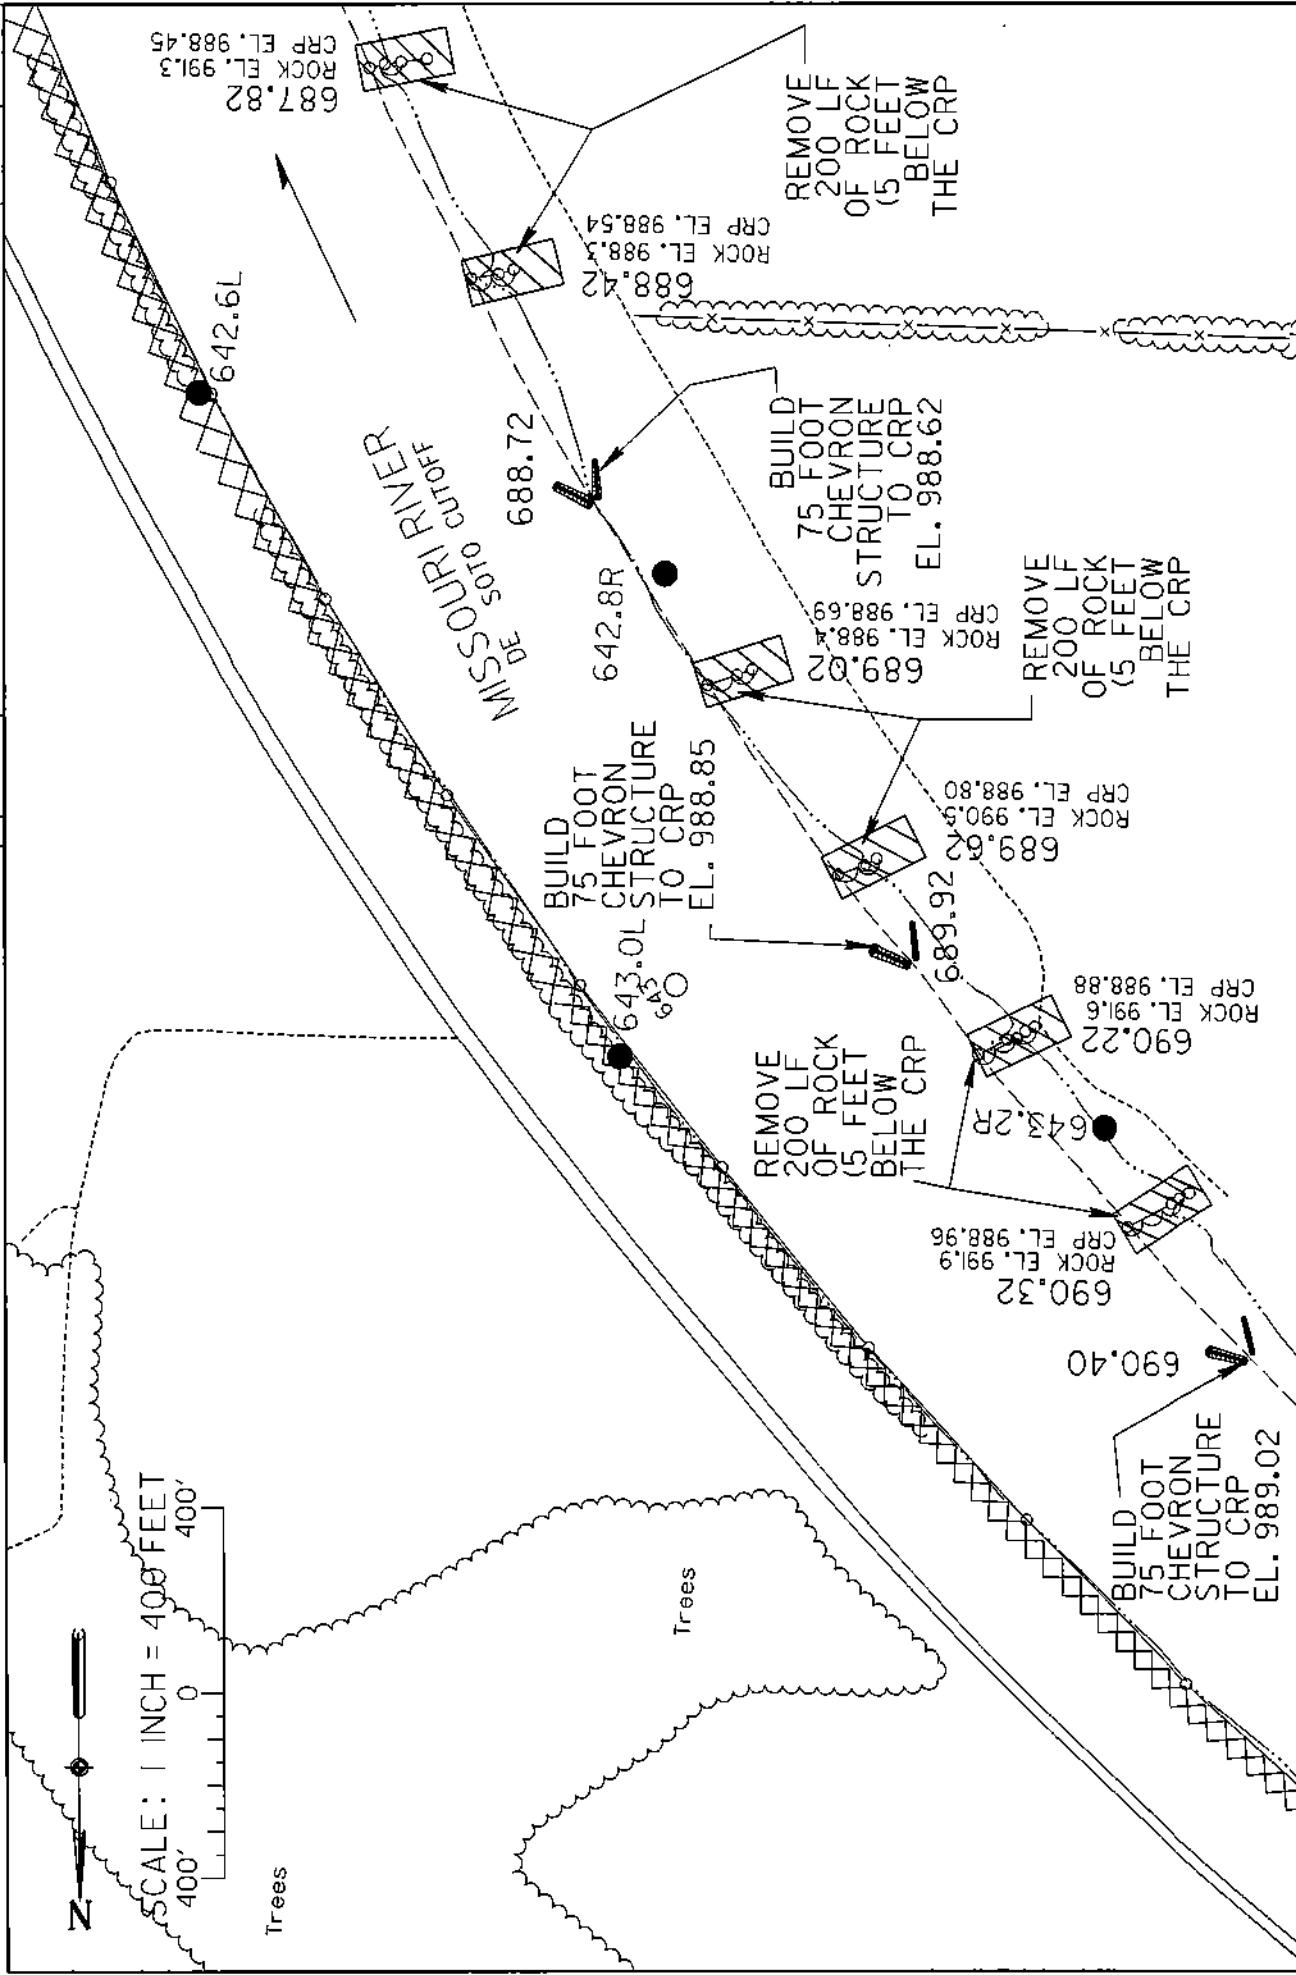 687.82
ROCK EL. 991.3
CRP EL. 988.45
REMOVE
200 LF
OF ROCK
(5 FEET
BELOW
THE CRP
688.42
ROCK EL. 988.3
CRP EL. 988.54
642.6L
MISSOURI RIVER
DE SOTO CUTOFF
688.72
BUILD
75 FOOT
CHEVRON
STRUCTURE
TO CRP
EL. 988.62
642.8R
689.02
ROCK EL. 988.4
CRP EL. 988.69
REMOVE
200 LF
OF ROCK
(5 FEET
BELOW
THE CRP
BUILD
75 FOOT
CHEVRON
STRUCTURE
TO CRP
EL. 988.85
689.62
ROCK EL. 990.5
CRP EL. 988.80
689.92
643.0L
643
690.22
ROCK EL. 991.6
CRP EL. 988.88
REMOVE
200 LF
OF ROCK
(5 FEET
BELOW
THE CRP
643.2R
690.32
ROCK EL. 991.9
CRP EL. 988.96
690.40
BUILD
75 FOOT
CHEVRON
STRUCTURE
TO CRP
EL. 989.02
Trees
Trees
SCALE: 1 INCH = 400 FEET
400' 0 400'
N